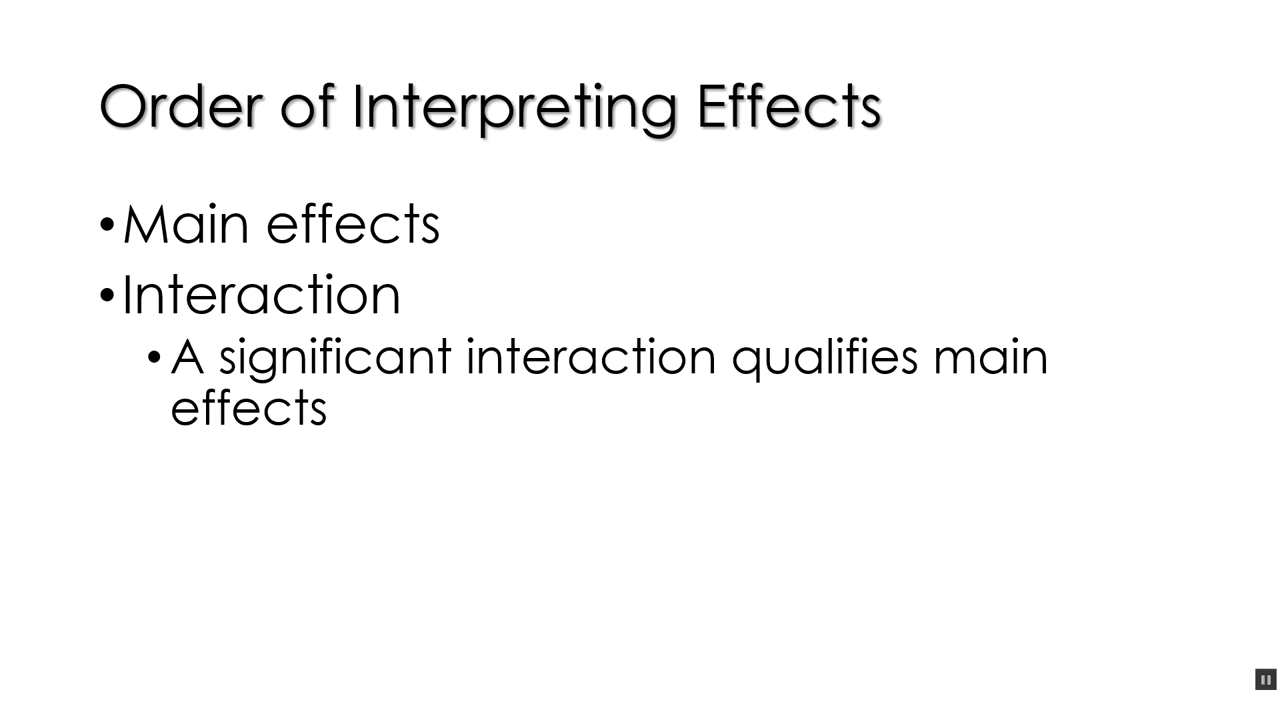 Order of Interpreting Effects
•Main effects
•Interaction
•A significant interaction qualifies main
effects